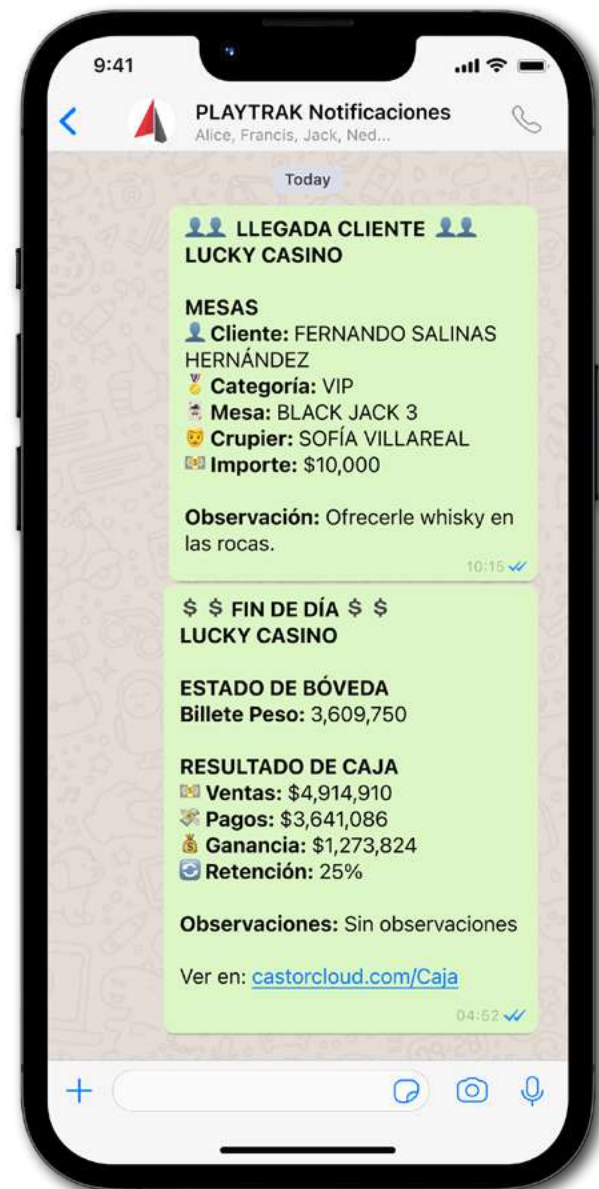 9:41
PLAYTRAK Notificaciones
Alice, Francis, Jack, Ned...
Today
👥👥 LLEGADA CLIENTE 👥👥
LUCKY CASINO
MESAS
👤 Cliente: FERNANDO SALINAS
HERNÁNDEZ
🏅 Categoría: VIP
🃏 Mesa: BLACK JACK 3
🤵 Crupier: SOFÍA VILLAREAL
💵 Importe: $10,000
Observación: Ofrecerle whisky en
las rocas.
10:15
💲 💲 FIN DE DÍA 💲 💲
LUCKY CASINO
ESTADO DE BÓVEDA
Billete Peso: 3,609,750
RESULTADO DE CAJA
💵 Ventas: $4,914,910
💸 Pagos: $3,641,086
💰 Ganancia: $1,273,824
🔄 Retención: 25%
Observaciones: Sin observaciones
Ver en: castorcloud.com/Caja
04:52